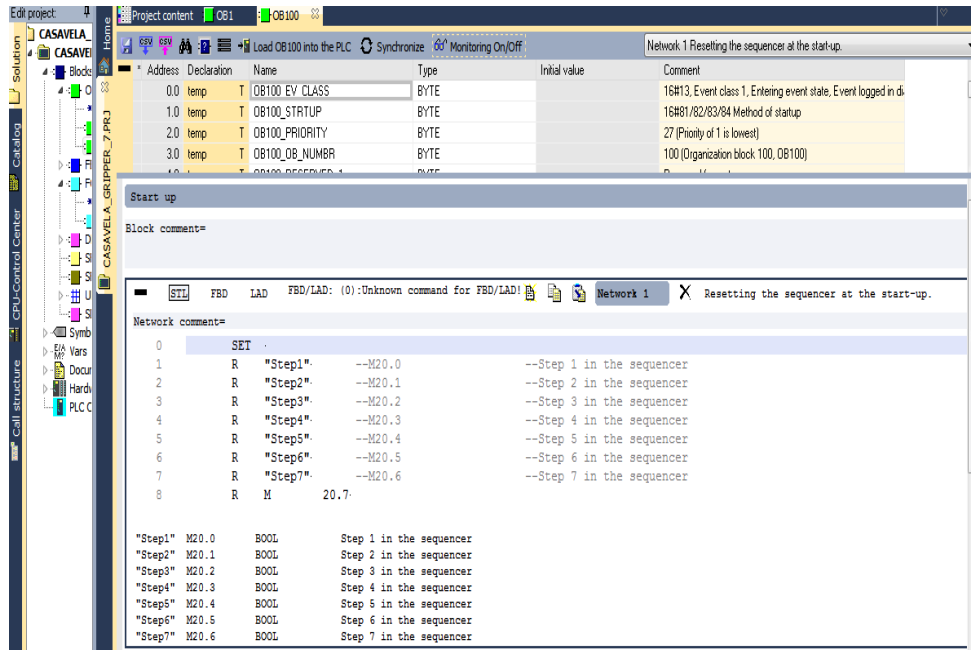 Edit project:
Project content OB1 OB100
CASAVELA_
CASAVEL
Blocks
O
Fl
F
D
S
S
U
S
Symb
Vars
Docur
Hardw
PLC C
Solution
Catalog
CPU-Control Center
Call structure
Home
CASAVELA_GRIPPER_7.PRJ
CSV CSV Load OB100 into the PLC Synchronize Monitoring On/Off Network 1 Resetting the sequencer at the start-up.
* Address Declaration Name Type Initial value Comment
0.0 temp T OB100_EV_CLASS BYTE 16#13, Event class 1, Entering event state, Event logged in di
1.0 temp T OB100_STRTUP BYTE 16#81/82/83/84 Method of startup
2.0 temp T OB100_PRIORITY BYTE 27 (Priority of 1 is lowest)
3.0 temp T OB100_OB_NUMBR BYTE 100 (Organization block 100, OB100)
Start up
Block comment=
STL FBD LAD FBD/LAD: (0):Unknown command for FBD/LAD! Network 1 X Resetting the sequencer at the start-up.
Network comment=
0 SET
1 R "Step1" --M20.0 --Step 1 in the sequencer
2 R "Step2" --M20.1 --Step 2 in the sequencer
3 R "Step3" --M20.2 --Step 3 in the sequencer
4 R "Step4" --M20.3 --Step 4 in the sequencer
5 R "Step5" --M20.4 --Step 5 in the sequencer
6 R "Step6" --M20.5 --Step 6 in the sequencer
7 R "Step7" --M20.6 --Step 7 in the sequencer
8 R M 20.7
"Step1" M20.0 BOOL Step 1 in the sequencer
"Step2" M20.1 BOOL Step 2 in the sequencer
"Step3" M20.2 BOOL Step 3 in the sequencer
"Step4" M20.3 BOOL Step 4 in the sequencer
"Step5" M20.4 BOOL Step 5 in the sequencer
"Step6" M20.5 BOOL Step 6 in the sequencer
"Step7" M20.6 BOOL Step 7 in the sequencer